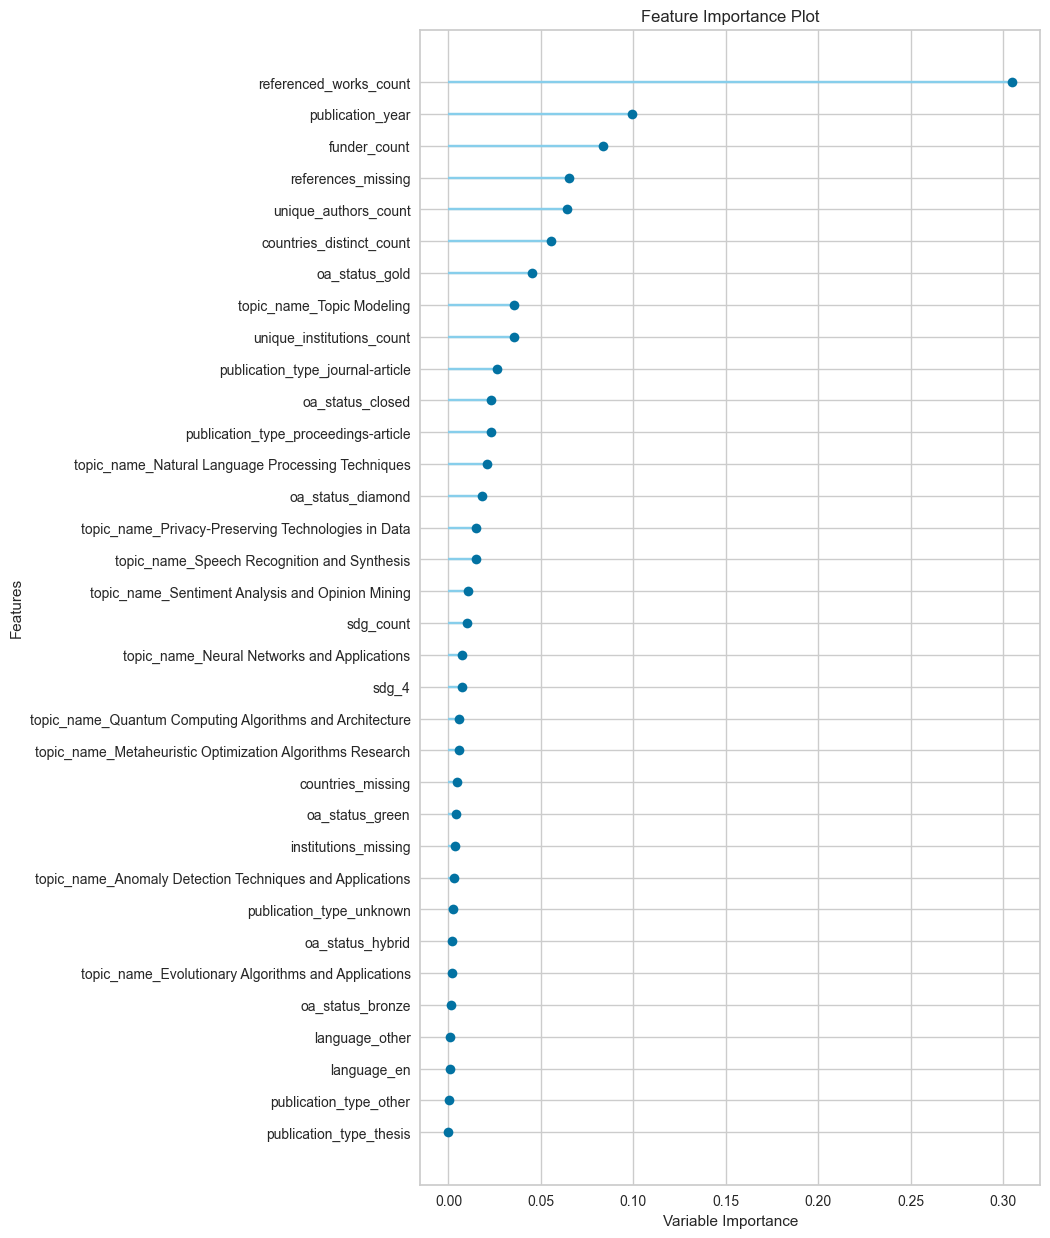 Feature Importance Plot
referenced_works_count
publication_year
funder_count
references_missing
unique_authors_count
countries_distinct_count
oa_status_gold
topic_name_Topic Modeling
unique_institutions_count
publication_type_journal-article
oa_status_closed
publication_type_proceedings-article
topic_name_Natural Language Processing Techniques
oa_status_diamond
topic_name_Privacy-Preserving Technologies in Data
topic_name_Speech Recognition and Synthesis
topic_name_Sentiment Analysis and Opinion Mining
sdg_count
topic_name_Neural Networks and Applications
sdg_4
topic_name_Quantum Computing Algorithms and Architecture
topic_name_Metaheuristic Optimization Algorithms Research
countries_missing
oa_status_green
institutions_missing
topic_name_Anomaly Detection Techniques and Applications
publication_type_unknown
oa_status_hybrid
topic_name_Evolutionary Algorithms and Applications
oa_status_bronze
language_other
language_en
publication_type_other
publication_type_thesis
Features
0.00 0.05 0.10 0.15 0.20 0.25 0.30
Variable Importance